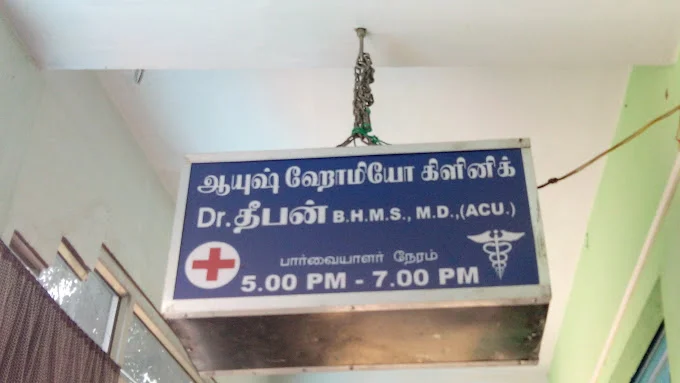 ஆயுஷ் ஹோமியோ கிளினிக்
Dr.தீபன் B.H.M.S., M.D.,(ACU.)
பார்வையாளர் நேரம்
5.00 PM - 7.00 PM